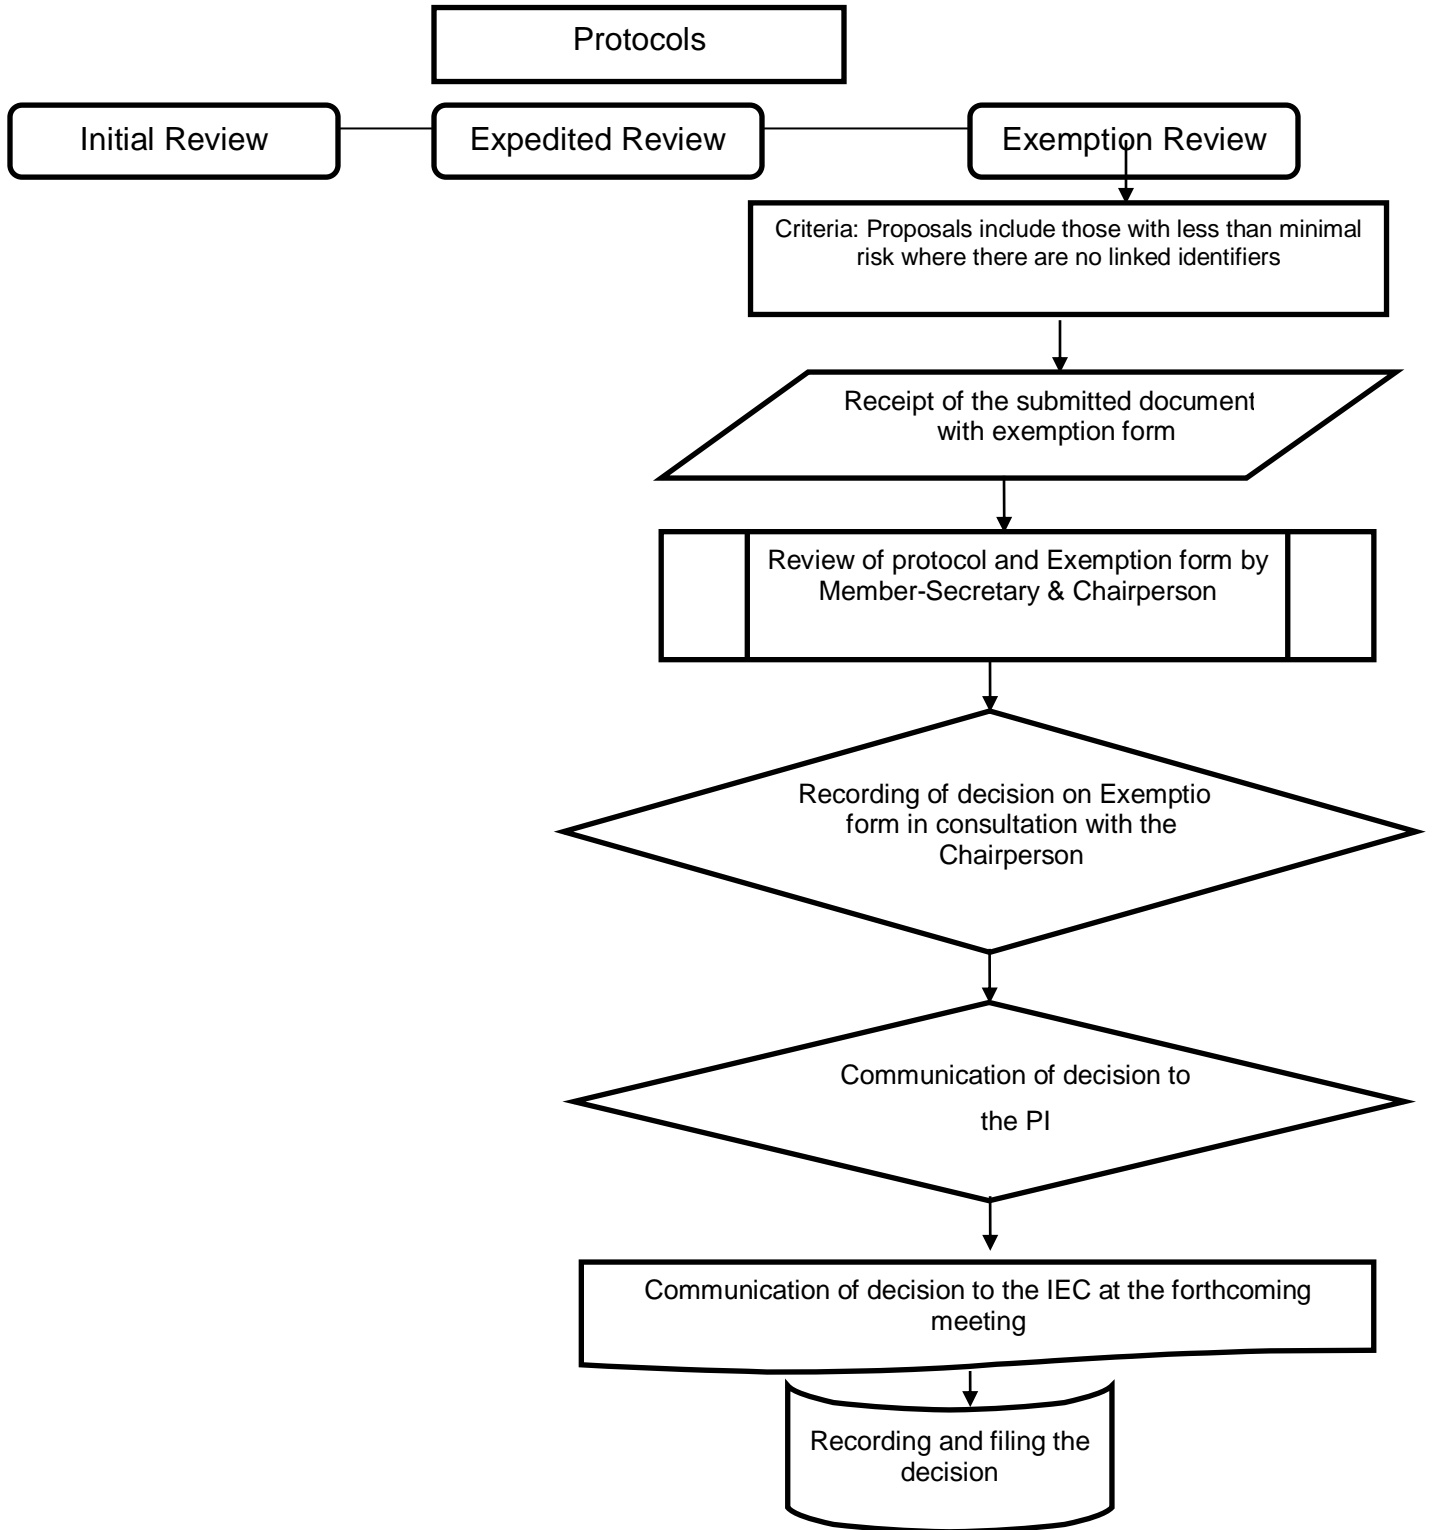 Protocols
Initial Review
Expedited Review
Exemption Review
Criteria: Proposals include those with less than minimal
risk where there are no linked identifiers
Receipt of the submitted document
with exemption form
Review of protocol and Exemption form by
Member-Secretary & Chairperson
Recording of decision on Exemptio
form in consultation with the
Chairperson
Communication of decision to
the PI
Communication of decision to the IEC at the forthcoming
meeting
Recording and filing the
decision